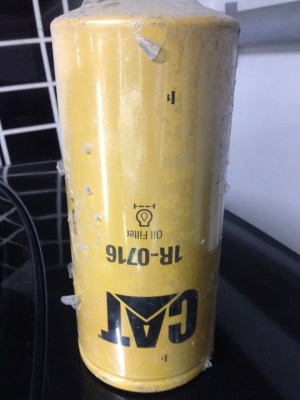 CAT
1R-0716
Oil Filter